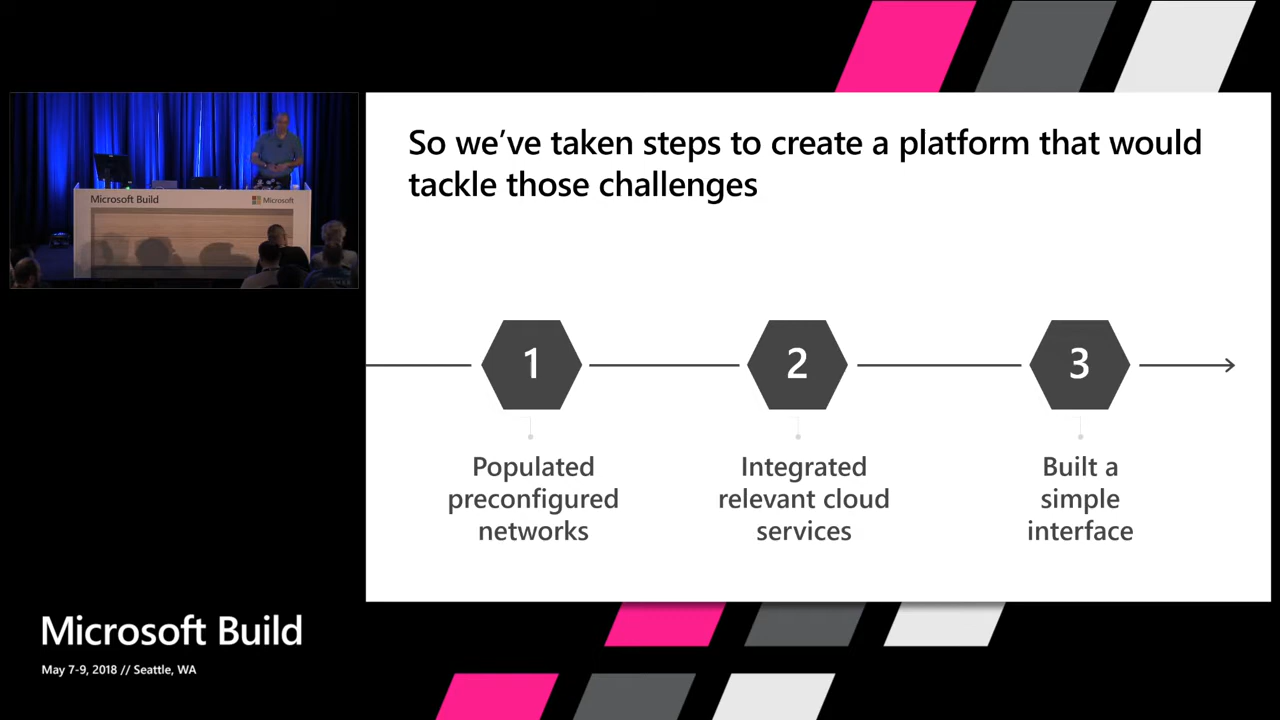 So we've taken steps to create a platform that would
tackle those challenges
1
2
3
Populated
preconfigured
networks
Integrated
relevant cloud
services
Built a
simple
interface
Microsoft Build
Microsoft
Microsoft Build
May 7-9, 2018 // Seattle, WA